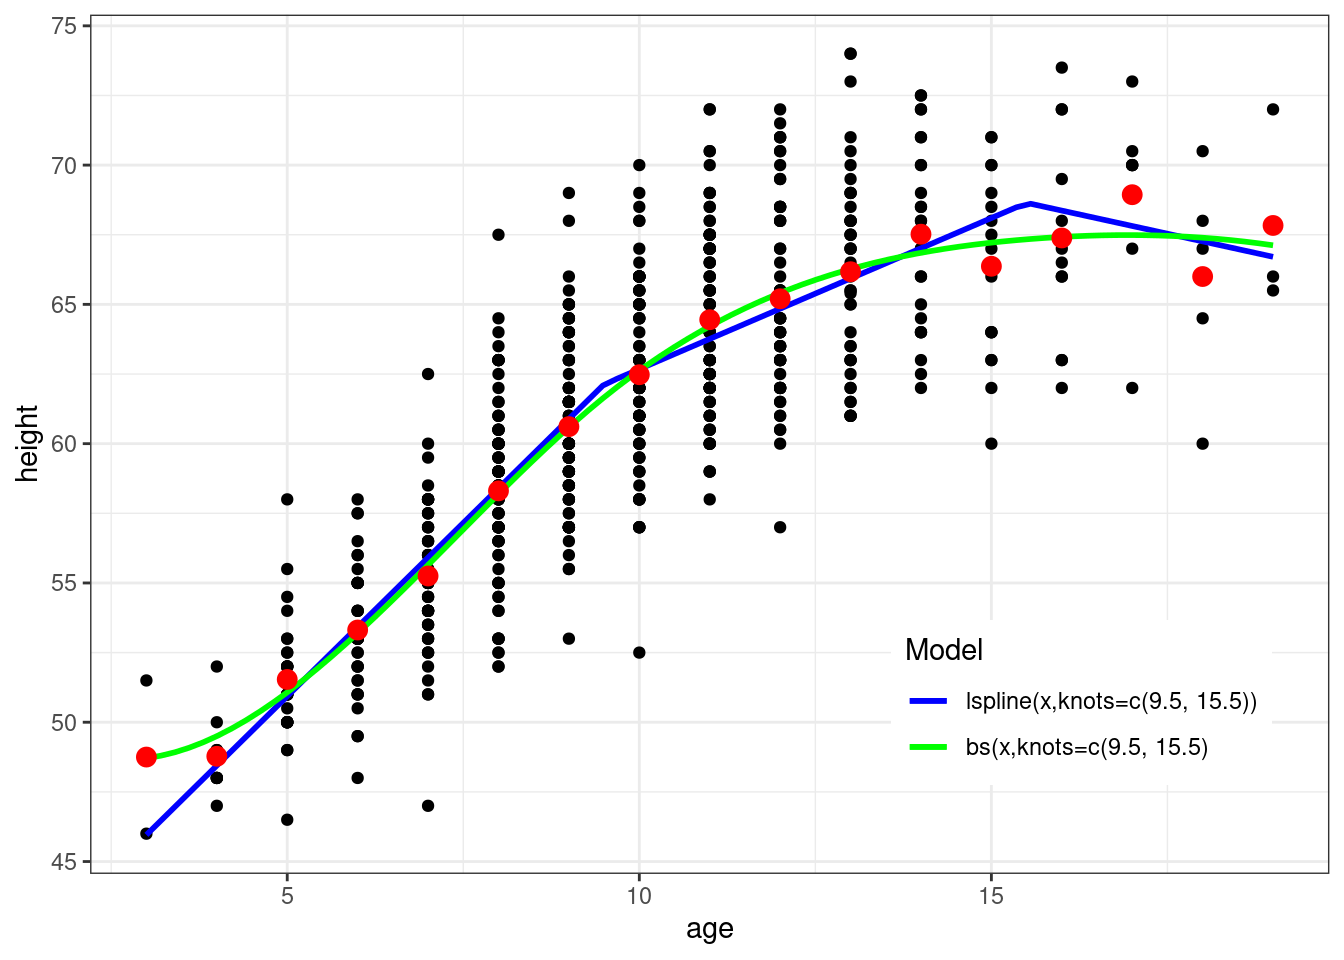 75
70
65
60
55
50
45
height
5
10
15
age
Model
lspline(x,knots=c(9.5, 15.5))
bs(x,knots=c(9.5, 15.5)